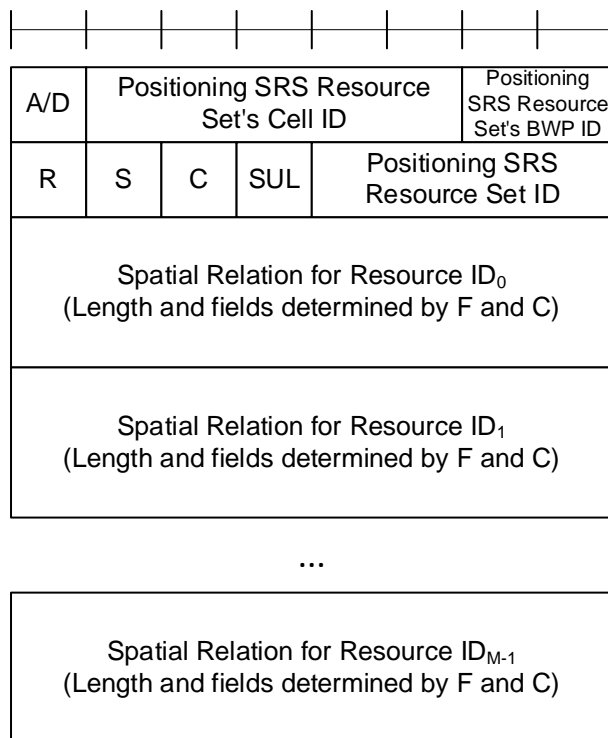 A/D
Positioning SRS Resource
Set's Cell ID
Positioning
SRS Resource
Set's BWP ID
R
S
C
SUL
Positioning SRS
Resource Set ID
Spatial Relation for Resource ID₀
(Length and fields determined by F and C)
Spatial Relation for Resource ID₁
(Length and fields determined by F and C)
...
Spatial Relation for Resource ID_M-1
(Length and fields determined by F and C)